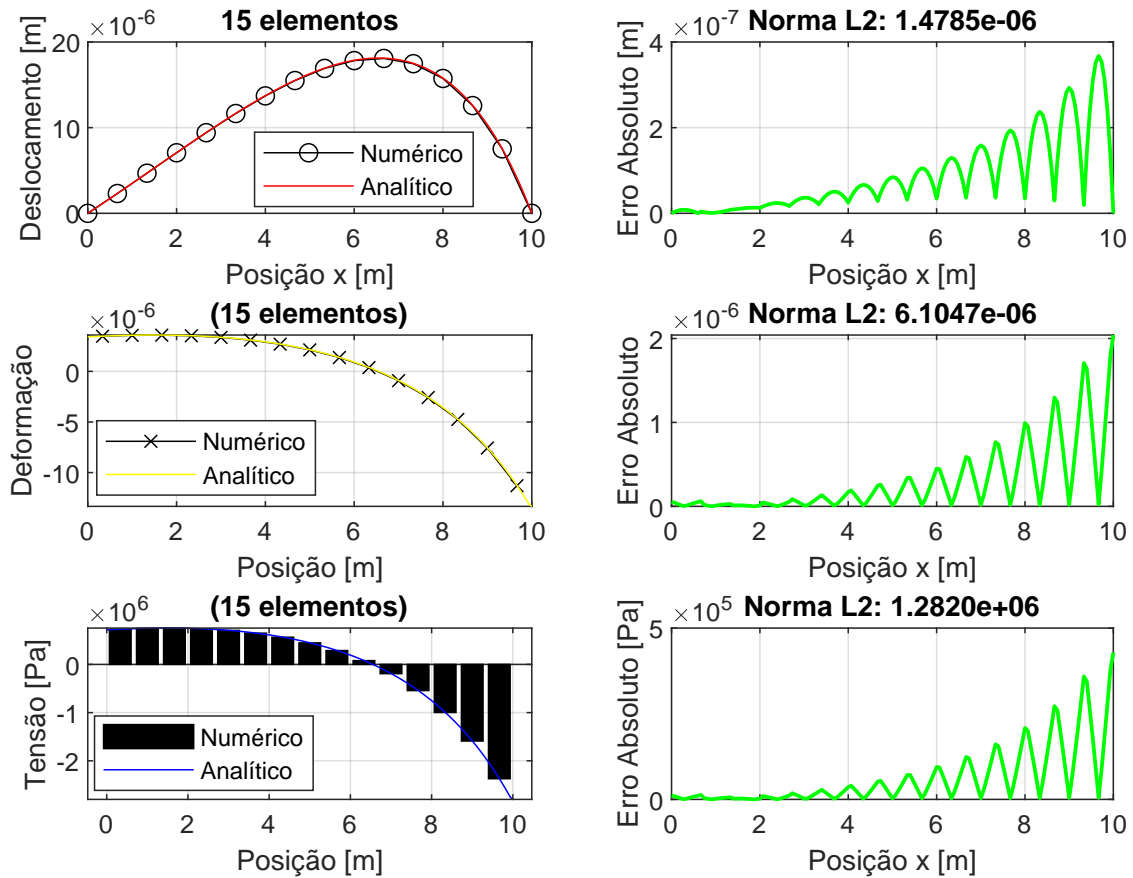 15 elementos
×10^-6
Deslocamento [m]
20
10
0
Numérico
Analítico
0 2 4 6 8 10
Posição x [m]
Norma L2: 1.4785e-06
×10^-7
Erro Absoluto [m]
4
2
0
0 2 4 6 8 10
Posição x [m]
(15 elementos)
×10^-6
Deformação
0
-5
-10
Numérico
Analítico
0 2 4 6 8 10
Posição [m]
Norma L2: 6.1047e-06
×10^-6
Erro Absoluto
2
1
0
0 2 4 6 8 10
Posição x [m]
(15 elementos)
×10^6
Tensão [Pa]
0
-1
-2
Numérico
Analítico
0 2 4 6 8 10
Posição [m]
Norma L2: 1.2820e+06
×10^5
Erro Absoluto [Pa]
5
0
0 2 4 6 8 10
Posição x [m]